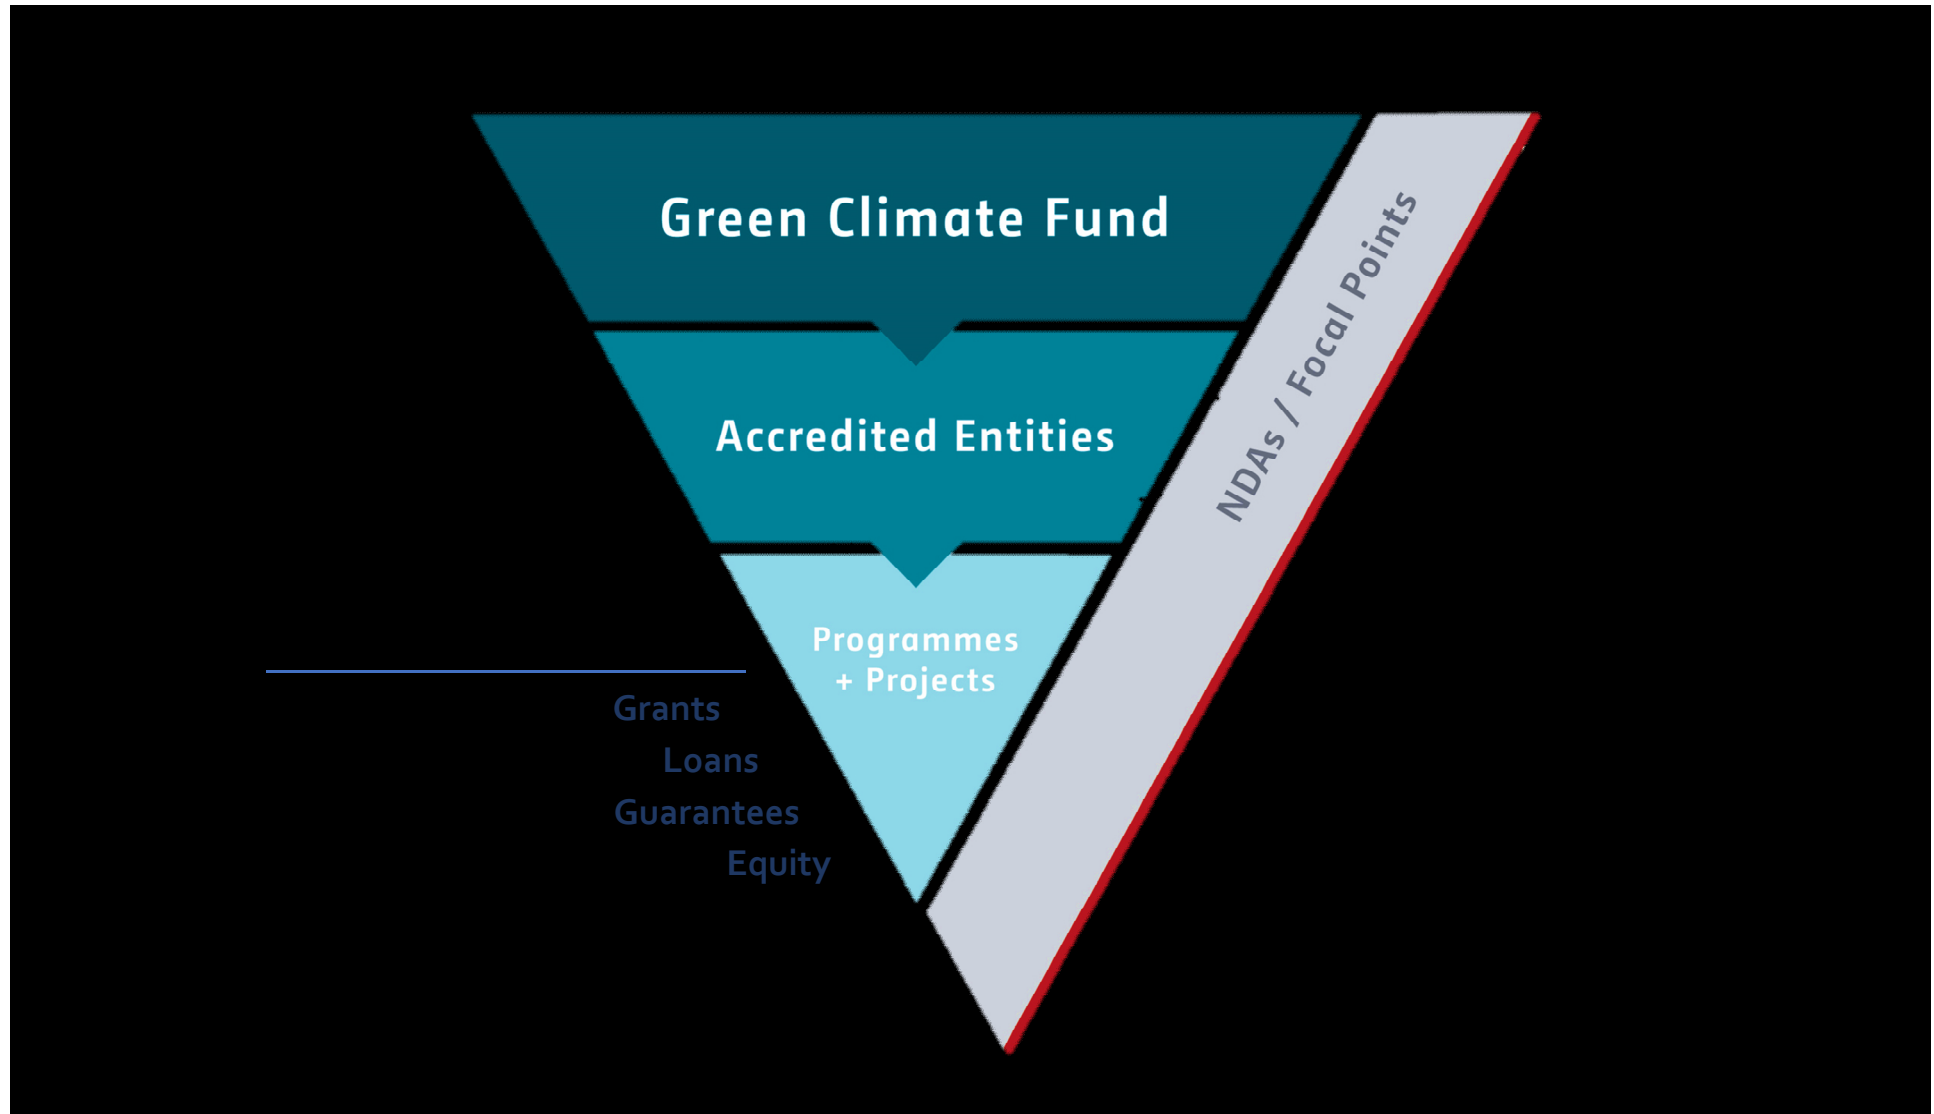 Green Climate Fund
Accredited Entities
NDAs / Focal Points
Programmes
+ Projects
Grants
Loans
Guarantees
Equity